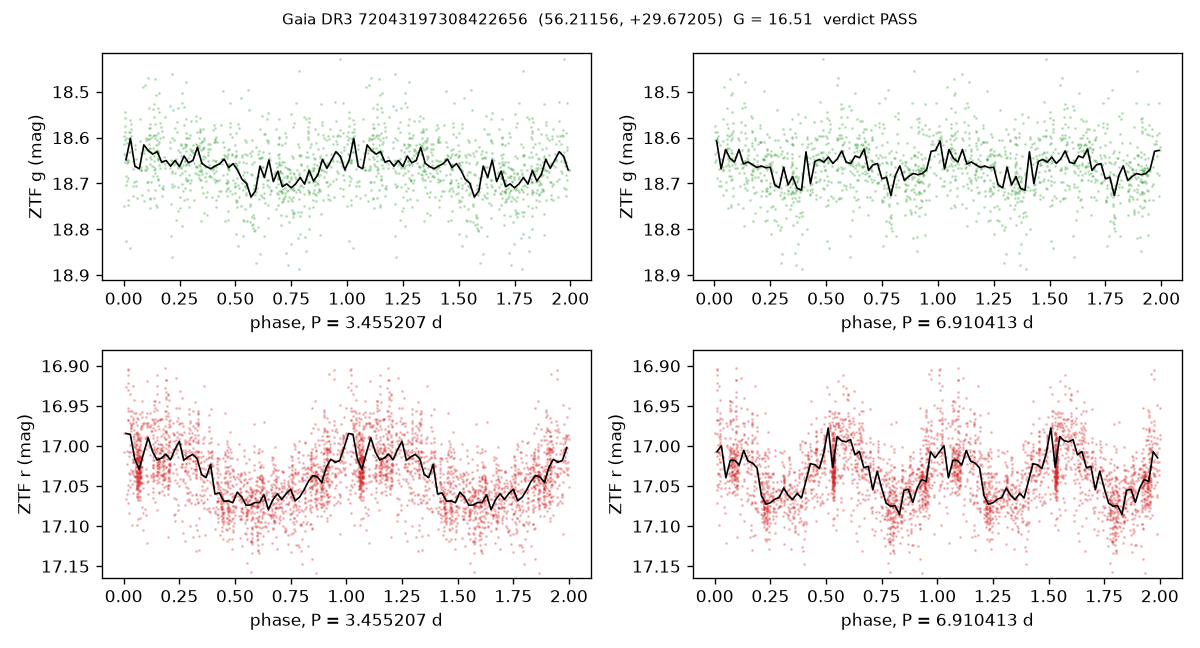 Gaia DR3 72043197308422656 (56.21156, +29.67205) G = 16.51 verdict PASS
ZTF g (mag)
18.5
18.6
18.7
18.8
18.9
0.00 0.25 0.50 0.75 1.00 1.25 1.50 1.75 2.00
phase, P = 3.455207 d
ZTF g (mag)
18.5
18.6
18.7
18.8
18.9
0.00 0.25 0.50 0.75 1.00 1.25 1.50 1.75 2.00
phase, P = 6.910413 d
ZTF r (mag)
16.90
16.95
17.00
17.05
17.10
17.15
0.00 0.25 0.50 0.75 1.00 1.25 1.50 1.75 2.00
phase, P = 3.455207 d
ZTF r (mag)
16.90
16.95
17.00
17.05
17.10
17.15
0.00 0.25 0.50 0.75 1.00 1.25 1.50 1.75 2.00
phase, P = 6.910413 d